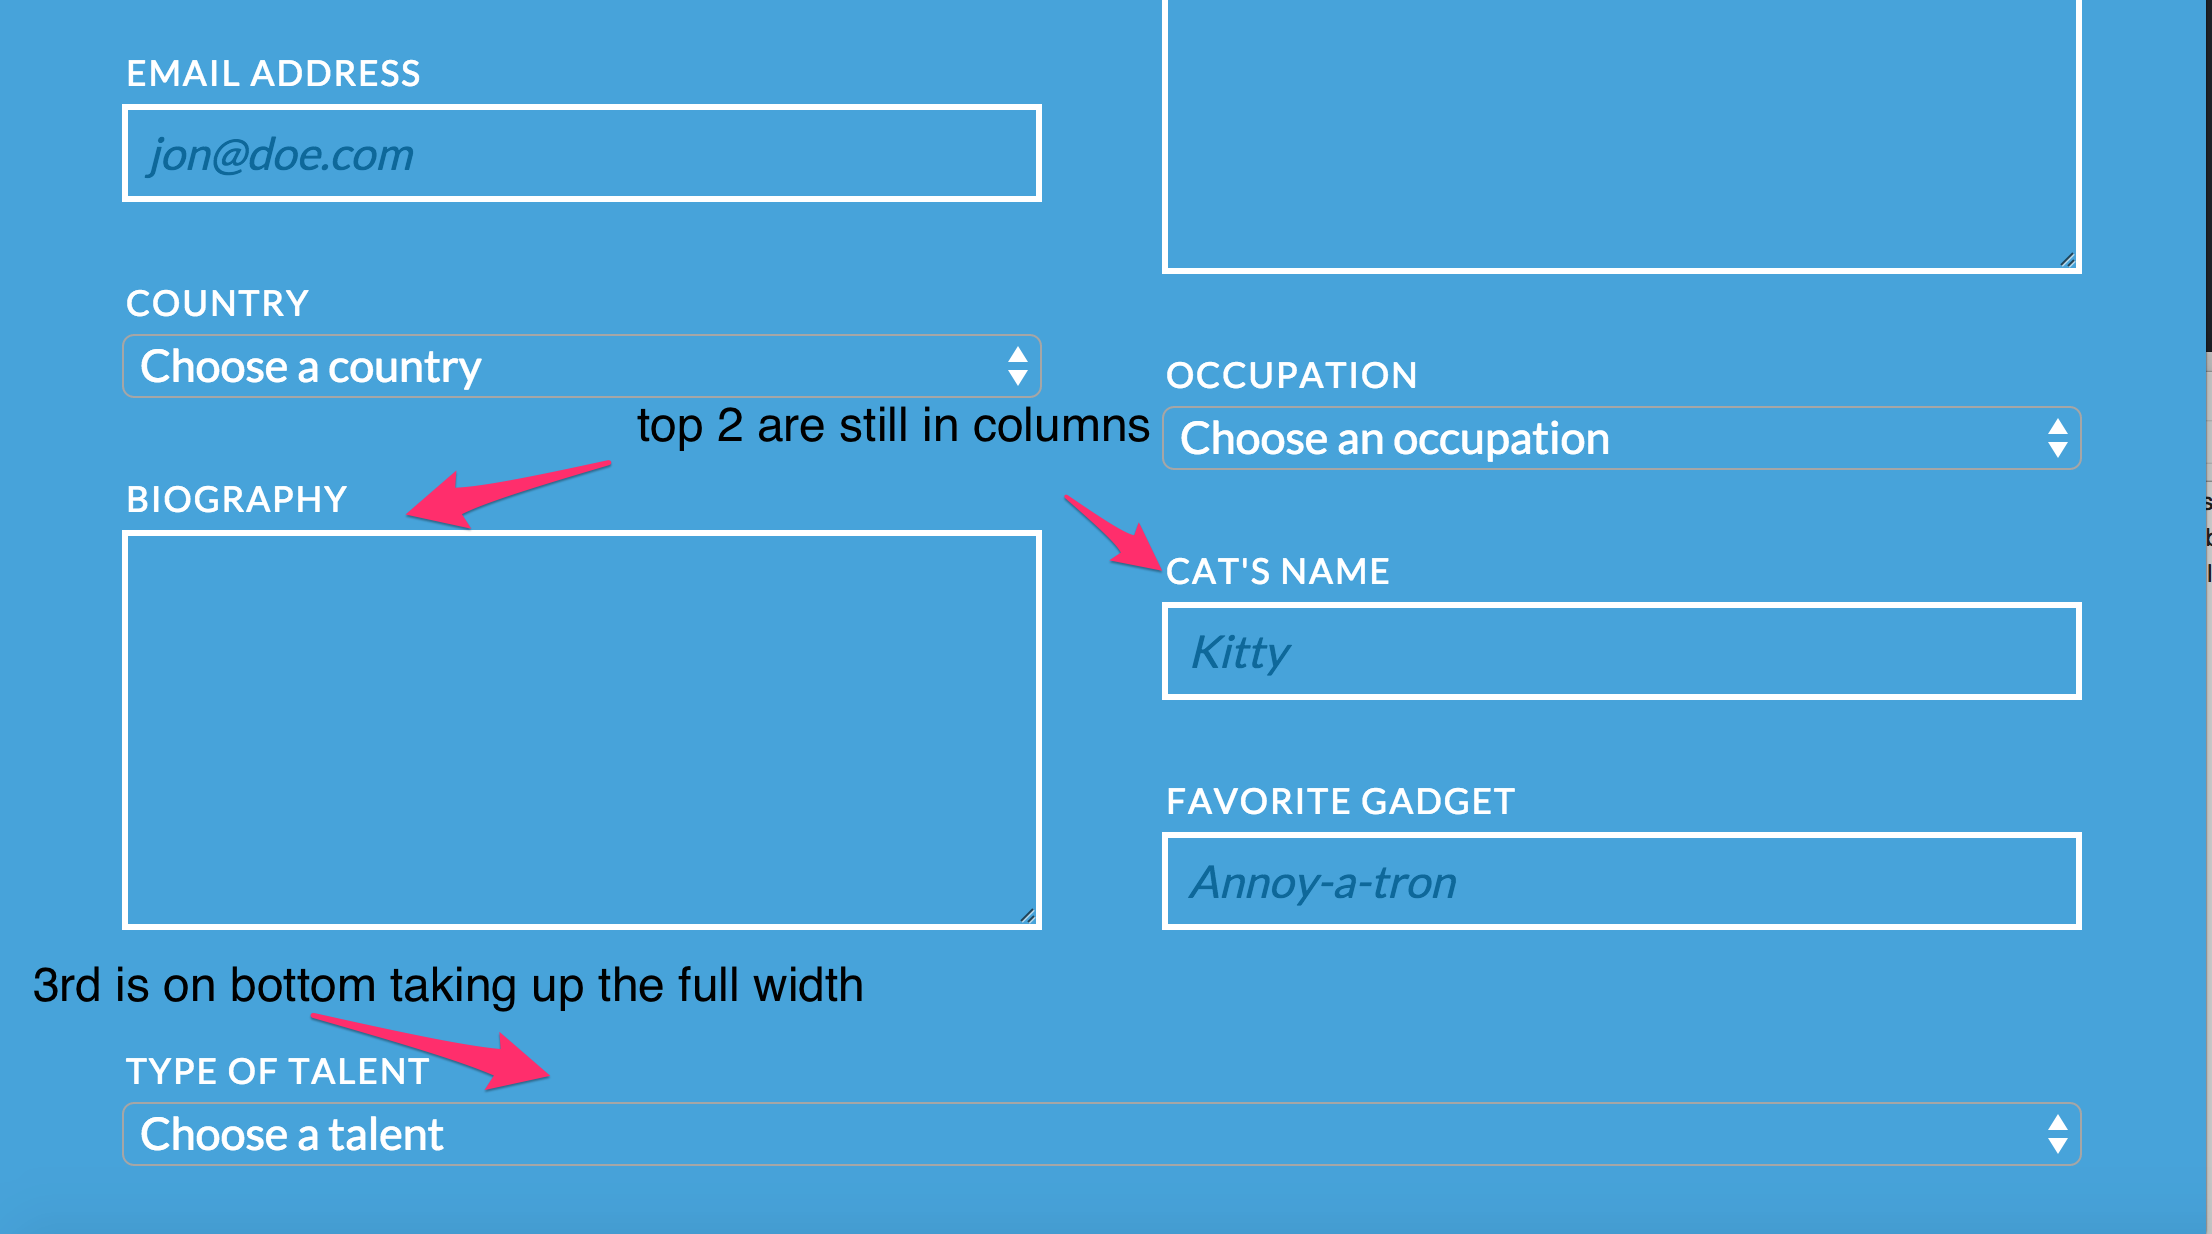 EMAIL ADDRESS
jon@doe.com
COUNTRY
Choose a country
top 2 are still in columns
BIOGRAPHY
OCCUPATION
Choose an occupation
CAT'S NAME
Kitty
FAVORITE GADGET
Annoy-a-tron
3rd is on bottom taking up the full width
TYPE OF TALENT
Choose a talent